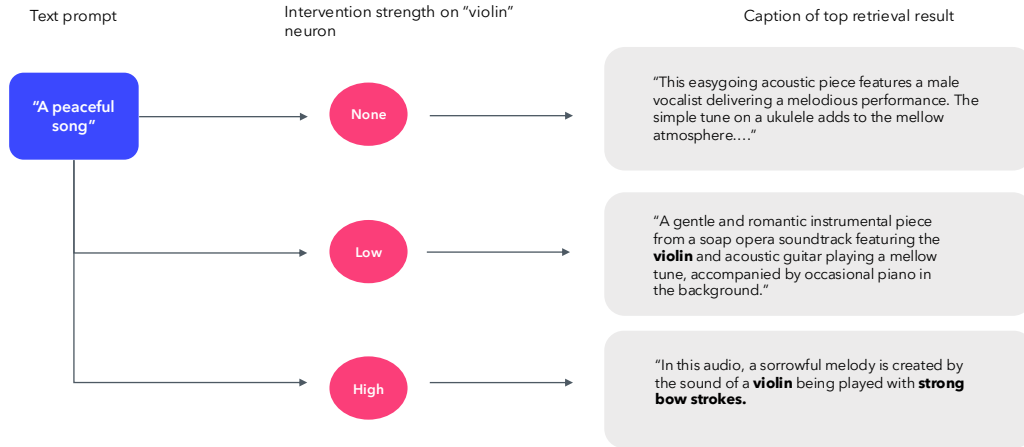 Text prompt
Intervention strength on “violin”
neuron
Caption of top retrieval result
“A peaceful
song”
None
“This easygoing acoustic piece features a male
vocalist delivering a melodious performance. The
simple tune on a ukulele adds to the mellow
atmosphere....”
Low
“A gentle and romantic instrumental piece
from a soap opera soundtrack featuring the
violin and acoustic guitar playing a mellow
tune, accompanied by occasional piano in
the background.”
High
“In this audio, a sorrowful melody is created by
the sound of a violin being played with strong
bow strokes.